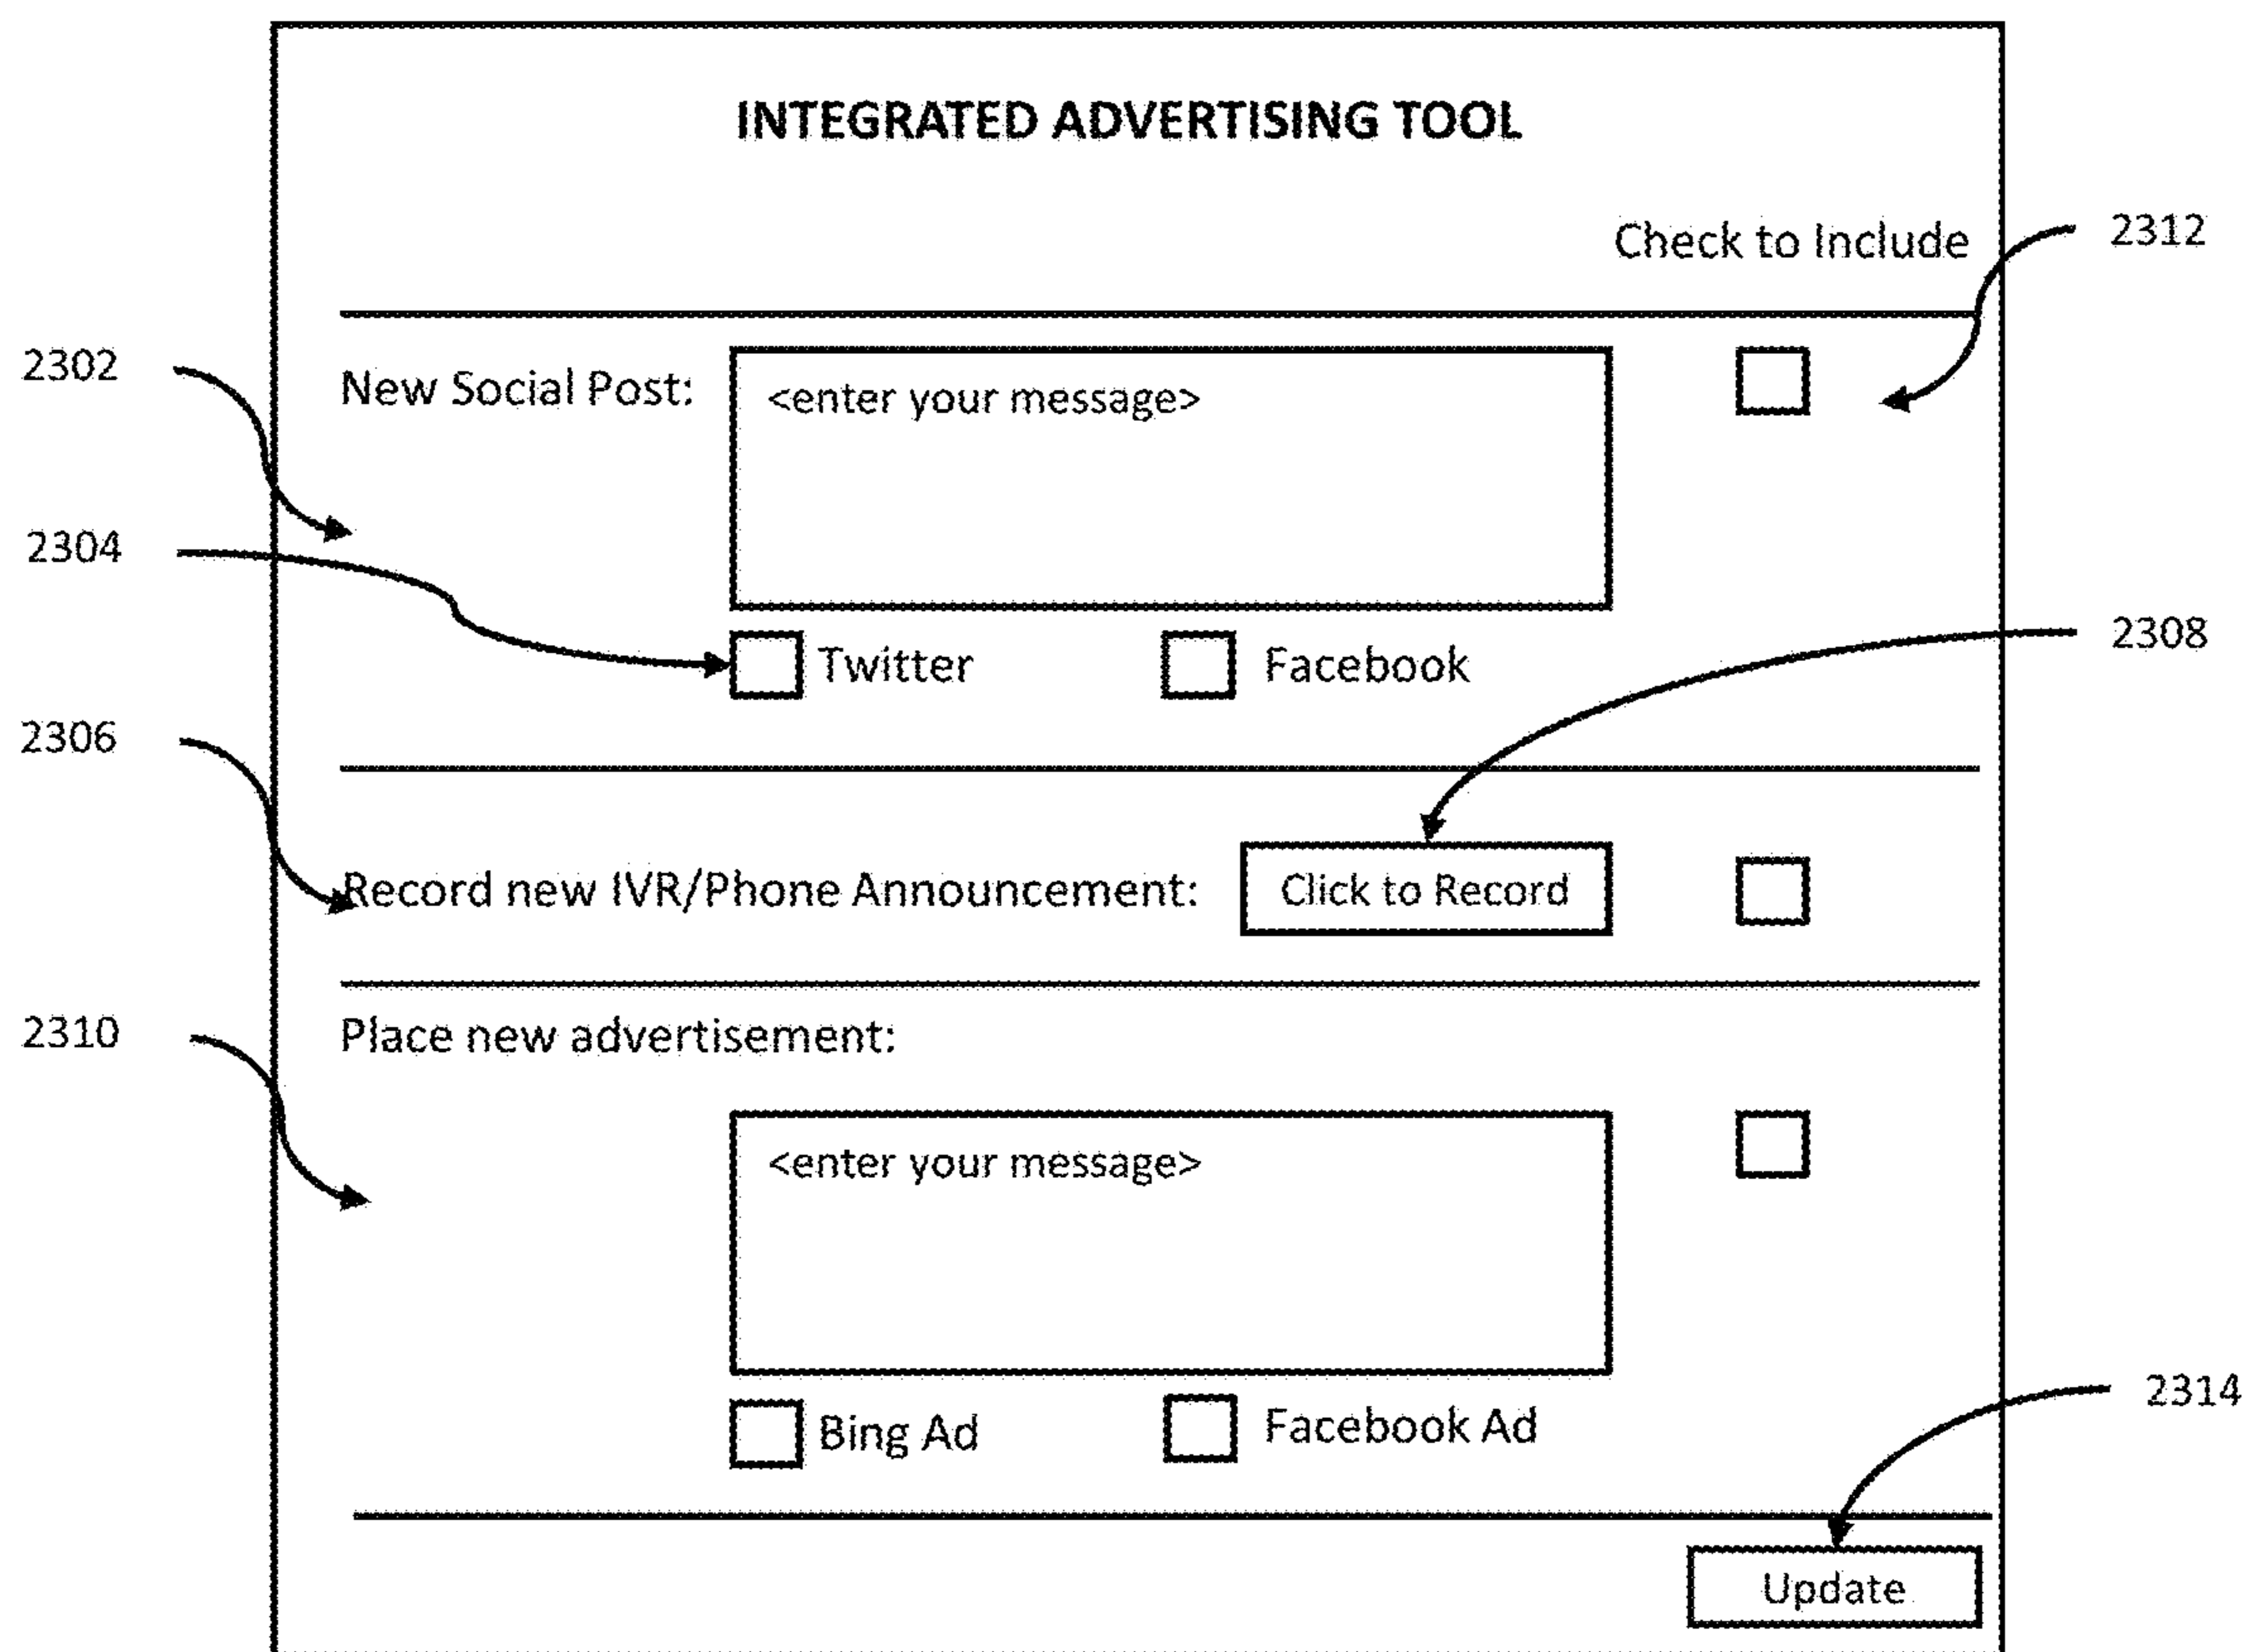 INTEGRATED ADVERTISING TOOL
Check to Include
2312
2302
New Social Post:
<enter your message>
2304
2308
Twitter
Facebook
2306
Record new IVR/Phone Announcement:
Click to Record
2310
Place new advertisement:
<enter your message>
2314
Bing Ad
Facebook Ad
Update